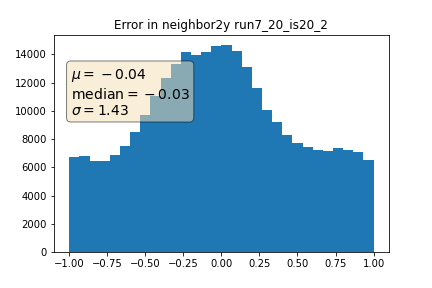 Error in neighbor2y run7_20_is20_2
14000
12000
10000
8000
6000
4000
2000
0
μ = −0.04
median = −0.03
σ = 1.43
−1.00 −0.75 −0.50 −0.25 0.00 0.25 0.50 0.75 1.00